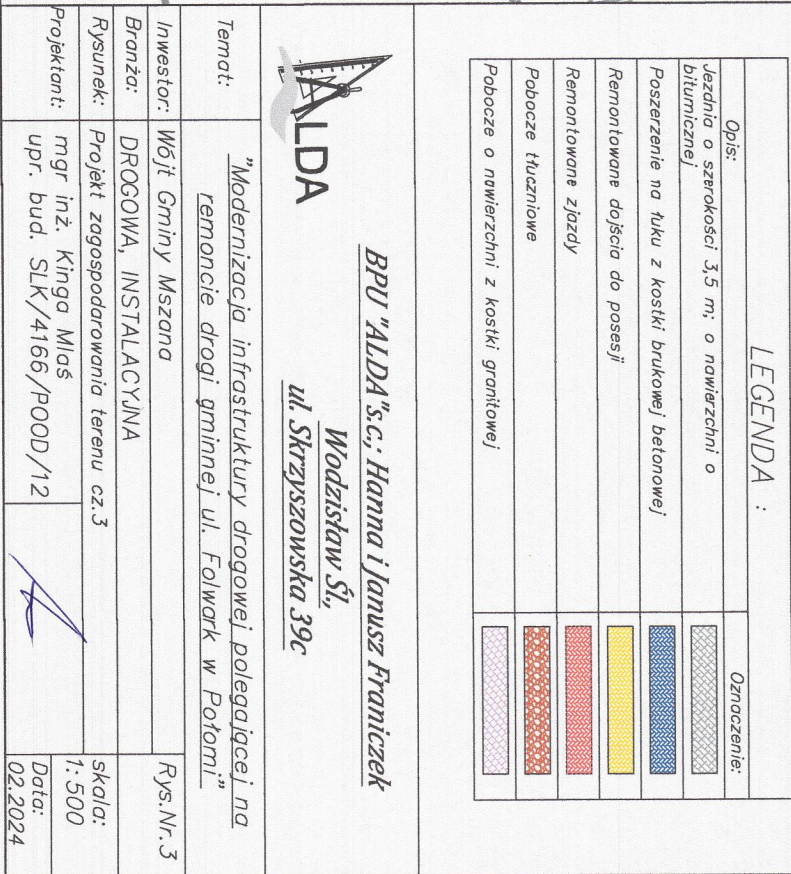 LEGENDA :
Opis:
Oznaczenie:
Jezdnia o szerokości 3,5 m; o nawierzchni o
bitumicznej
Poszerzenie na łuku z kostki brukowej betonowej
Remontowane dojścia do posesji
Remontowane zjazdy
Pobocze tłuczniowe
Pobocze o nawierzchni z kostki granitowej
ALDA
BPU "ALDA"s.c.; Hanna i Janusz Franiczek
Wodzisław Śl.,
ul. Skrzyszowska 39c
Temat:
"Modernizacja infrastruktury drogowej polegającej na
remoncie drogi gminnej ul. Folwark w Połomi"
Inwestor: Wójt Gminy Mszana
Rys.Nr.3
Branża: DROGOWA, INSTALACYJNA
Rysunek: Projekt zagospodarowania terenu cz.3
skala:
1: 500
Projektant: mgr inż. Kinga Mlaś
upr. bud. SLK/4166/POOD/12
Data:
02.2024